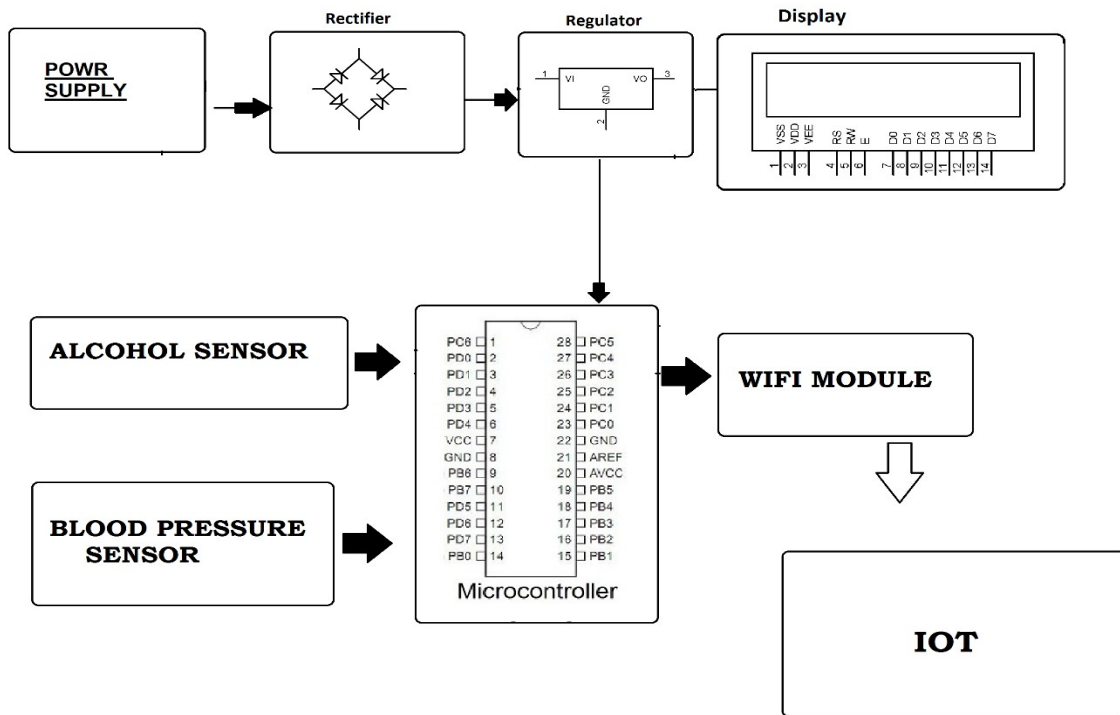 Rectifier
Regulator
Display
POWR
SUPPLY
1 VI VO 3
GND
2
VSS VDD VEE RS RW E D0 D1 D2 D3 D4 D5 D6 D7
1 2 3 4 5 6 7 8 9 10 11 12 13 14
ALCOHOL SENSOR
BLOOD PRESSURE
SENSOR
PC6 1 28 PC5
PD0 2 27 PC4
PD1 3 26 PC3
PD2 4 25 PC2
PD3 5 24 PC1
PD4 6 23 PC0
VCC 7 22 GND
GND 8 21 AREF
PB6 9 20 AVCC
PB7 10 19 PB5
PD5 11 18 PB4
PD6 12 17 PB3
PD7 13 16 PB2
PB0 14 15 PB1
Microcontroller
WIFI MODULE
IOT